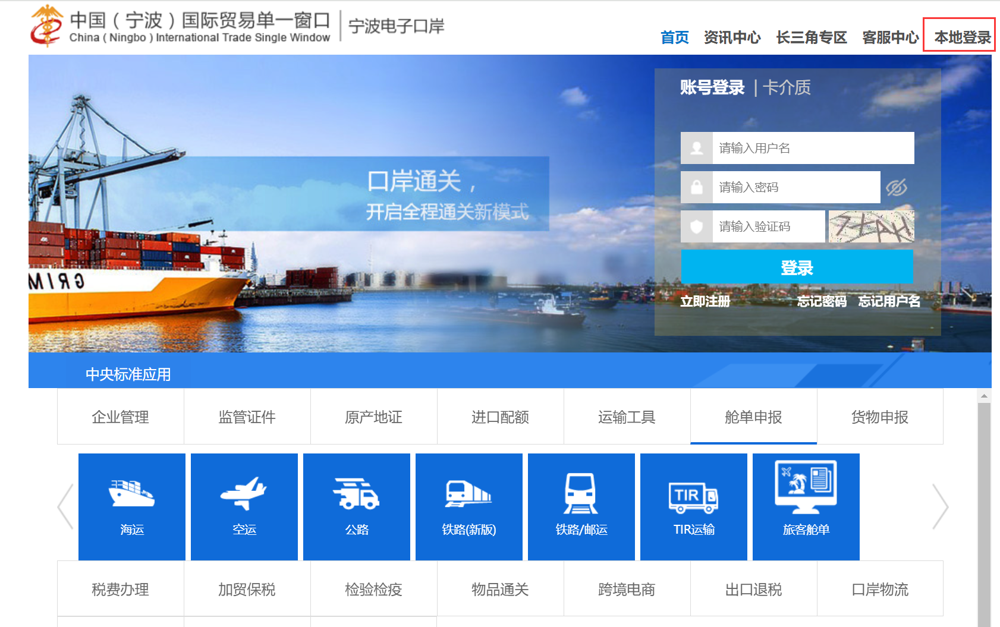 中国（宁波）国际贸易单一窗口
China ( Ningbo ) International Trade Single Window
宁波电子口岸
首页 资讯中心 长三角专区 客服中心 本地登录
口岸通关，
开启全程通关新模式
GRIM
账号登录 | 卡介质
请输入用户名
请输入密码
请输入验证码
登录
立即注册 忘记密码 忘记用户名
中央标准应用
企业管理 监管证件 原产地证 进口配额 运输工具 舱单申报 货物申报
TIR
海运 空运 公路 铁路(新版) 铁路/邮运 TIR运输 旅客舱单
税费办理 加贸保税 检验检疫 物品通关 跨境电商 出口退税 口岸物流